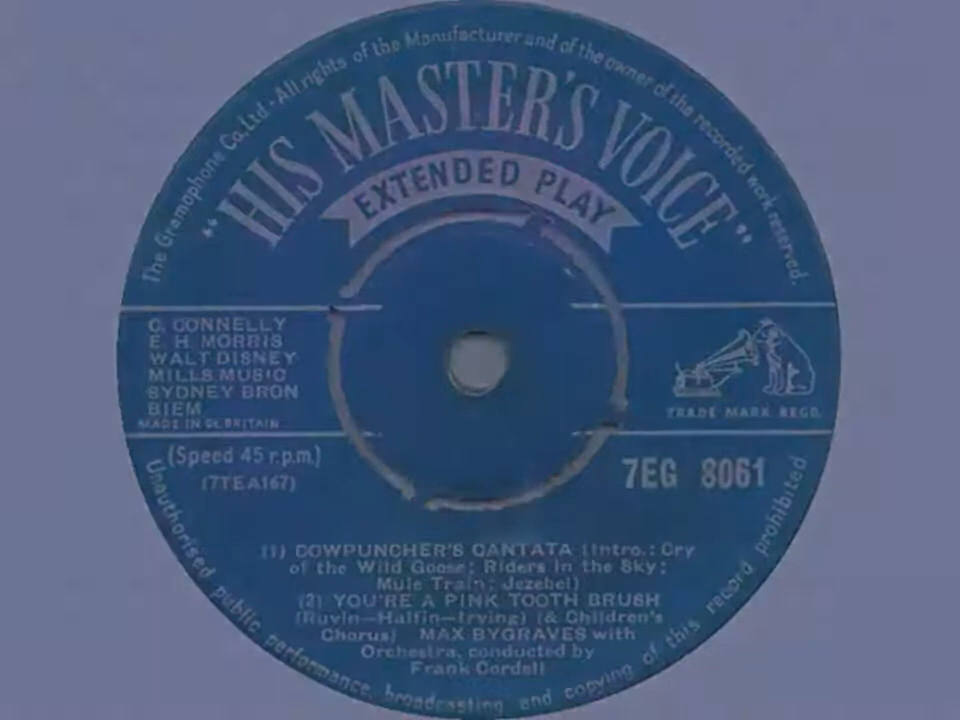 The Gramophone Co. Ltd. · All rights of the Manufacturer and of the owner of the recorded work reserved.
"HIS MASTER'S VOICE"
EXTENDED PLAY
C. CONNELLY
E. H. MORRIS
WALT DISNEY
MILLS MUSIC
SYDNEY BRON
BIEM
MADE IN GT. BRITAIN
TRADE MARK REGD.
(Speed 45 r.p.m.)
(7TEA167)
7EG 8061
(1) COWPUNCHER'S CANTATA (Intro.: Cry
of the Wild Goose; Riders in the Sky;
Mule Train; Jezebel)
(2) YOU'RE A PINK TOOTH BRUSH
(Ruvin—Halfin—Irving) (& Children's
Chorus) MAX BYGRAVES with
Orchestra, conducted by
Frank Cordell
Unauthorised public performance, broadcasting and copying of this record prohibited